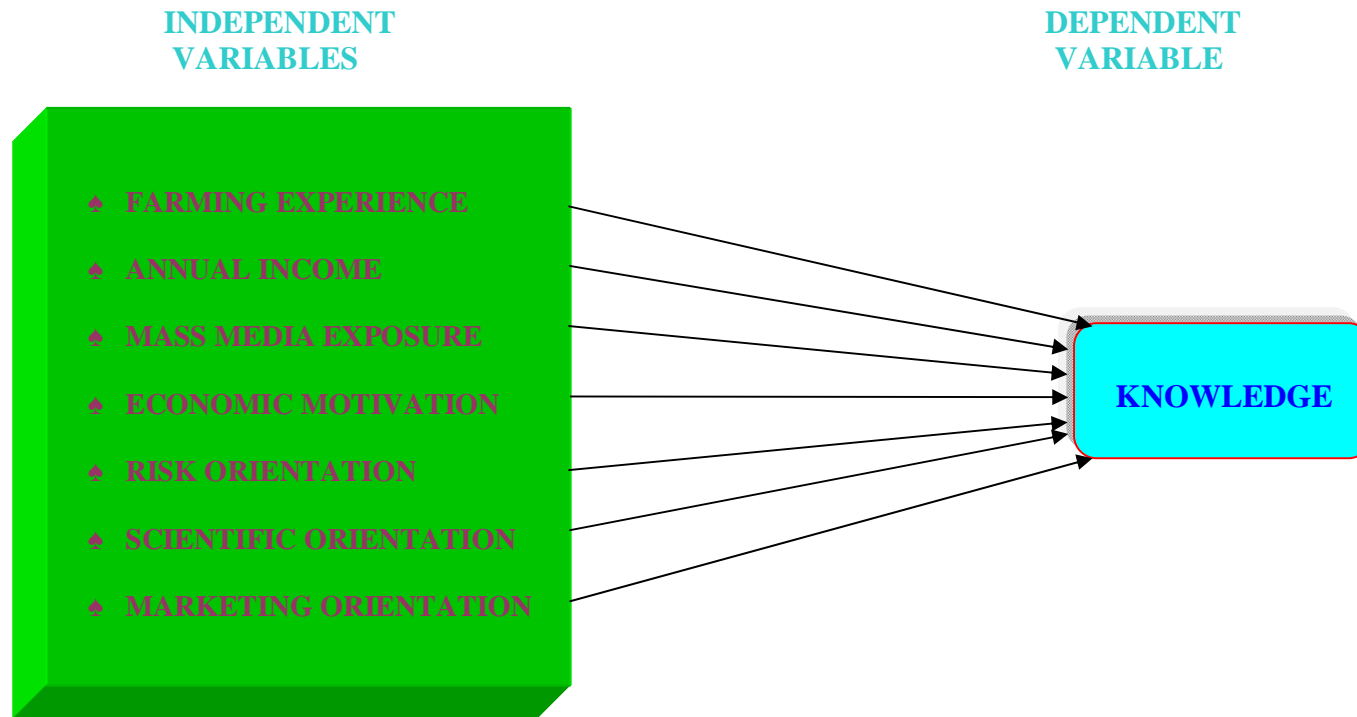 INDEPENDENT
VARIABLES
DEPENDENT
VARIABLE
♠ FARMING EXPERIENCE
♠ ANNUAL INCOME
♠ MASS MEDIA EXPOSURE
♠ ECONOMIC MOTIVATION
♠ RISK ORIENTATION
♠ SCIENTIFIC ORIENTATION
♠ MARKETING ORIENTATION
KNOWLEDGE